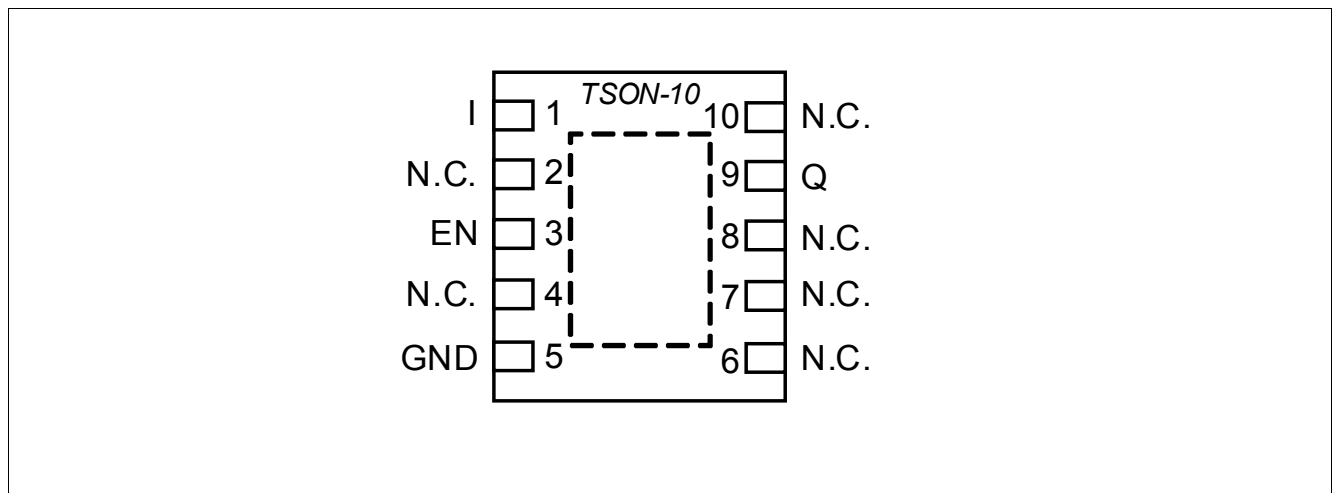 TSON-10
I 1 10 N.C.
N.C. 2 9 Q
EN 3 8 N.C.
N.C. 4 7 N.C.
GND 5 6 N.C.